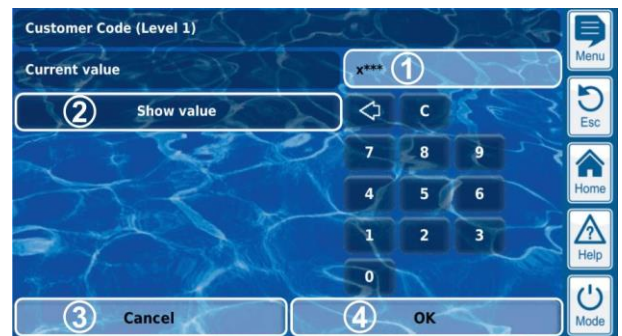 Customer Code (Level 1)
Current value
x*** 1
2 Show value
C
7 8 9
4 5 6
1 2 3
0
3 Cancel
4 OK
Menu
Esc
Home
?
Help
Mode